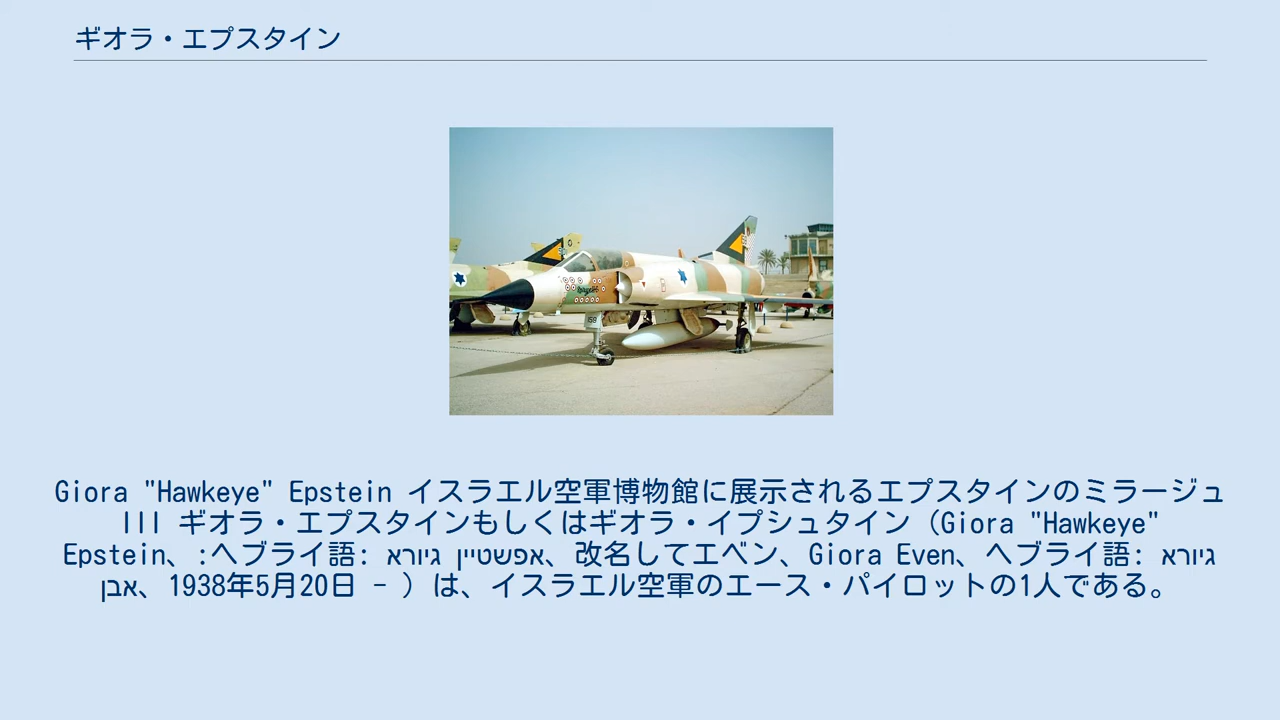 ギオラ・エプスタイン
159
Giora "Hawkeye" Epstein イスラエル空軍博物館に展示されるエプスタインのミラージュ
III ギオラ・エプスタインもしくはギオラ・イプシュタイン（Giora "Hawkeye"
Epstein、:ヘブライ語: גיורא אפשטיין、改名してエベン、Giora Even、ヘブライ語: גיורא
אבן、1938年5月20日 - ）は、イスラエル空軍のエース・パイロットの1人である。